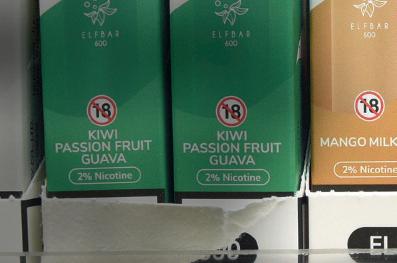 ELFBAR
600
18
KIWI
PASSION FRUIT
GUAVA
2% Nicotine
ELFBAR
600
18
KIWI
PASSION FRUIT
GUAVA
2% Nicotine
ELFBAR
600
18
MANGO MILK
2% Nicotine
EL